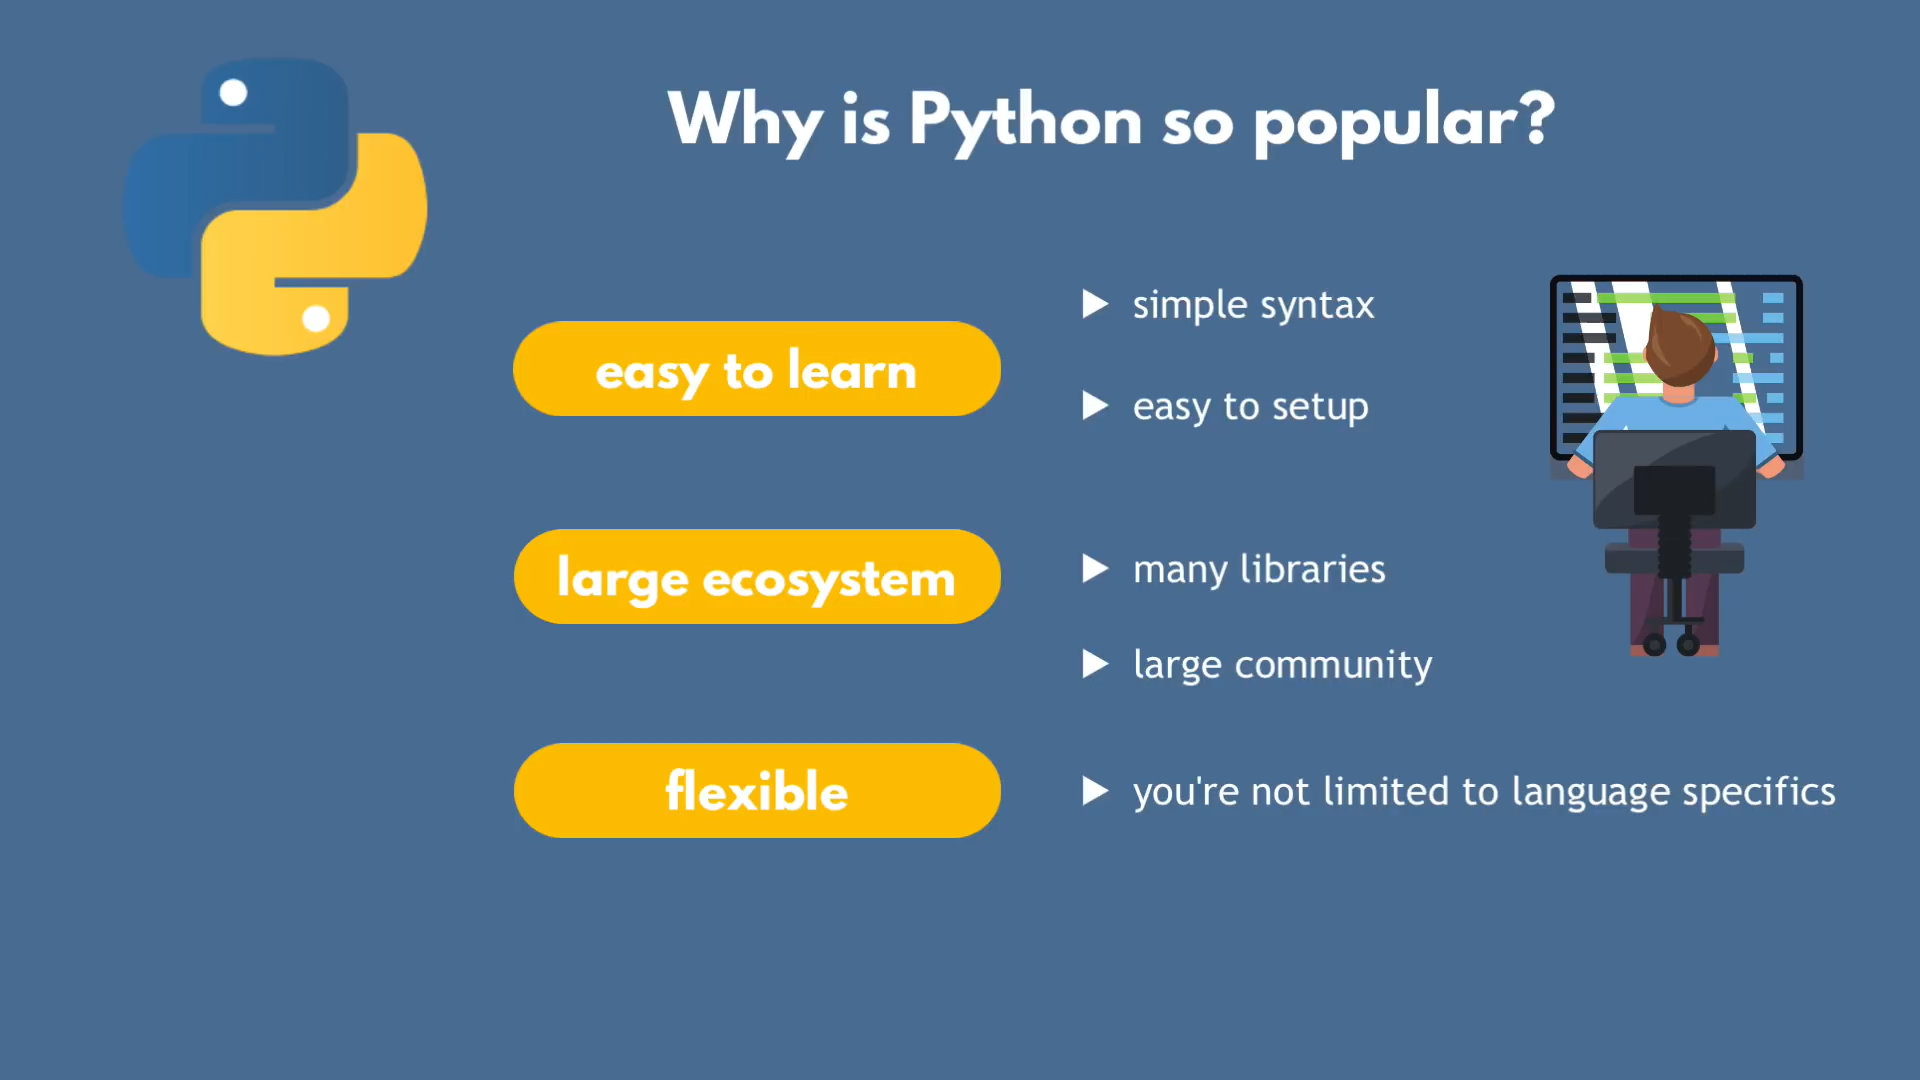 Why is Python so popular?
easy to learn
simple syntax
easy to setup
large ecosystem
many libraries
large community
flexible
you're not limited to language specifics